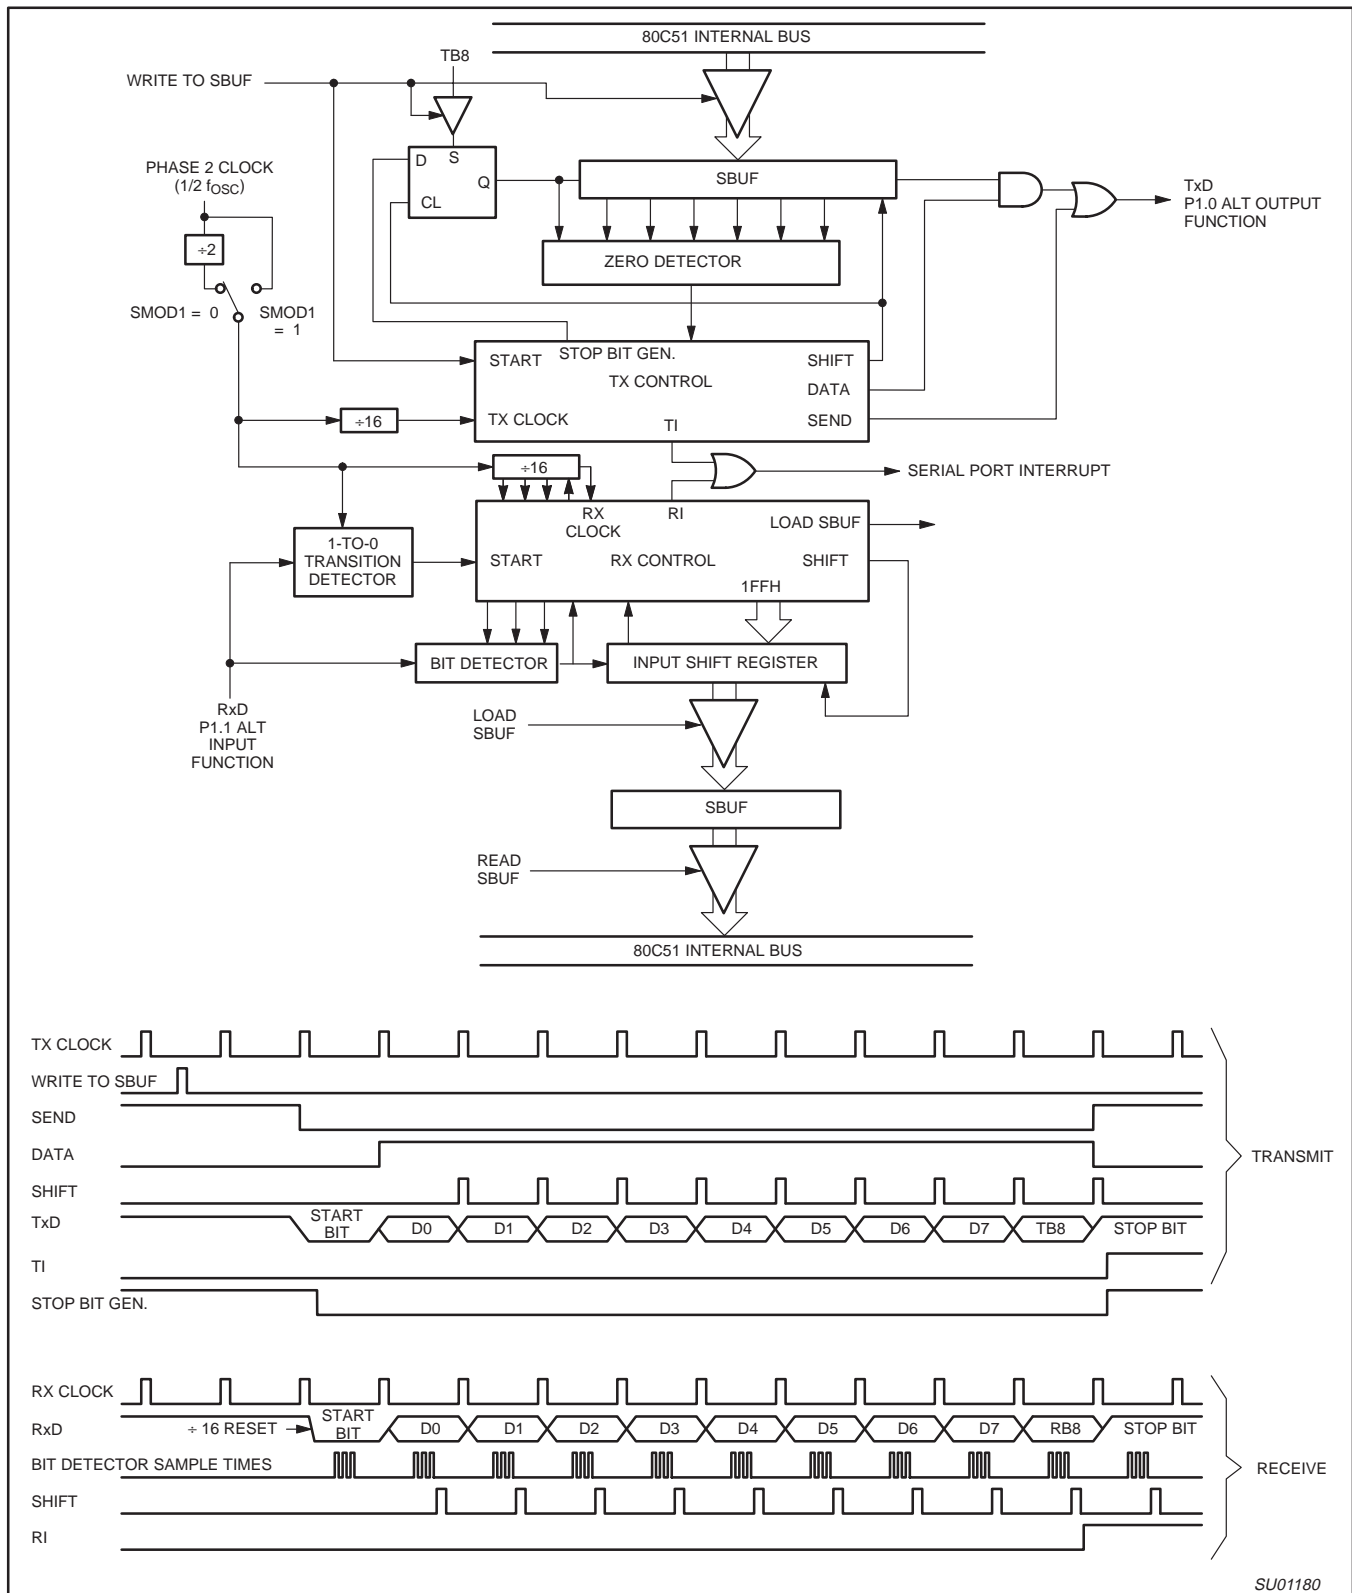 80C51 INTERNAL BUS
TB8
WRITE TO SBUF
PHASE 2 CLOCK
(1/2 fOSC)
D
S
Q
CL
SBUF
TxD
P1.0 ALT OUTPUT
FUNCTION
÷2
ZERO DETECTOR
SMOD1 = 0
SMOD1
= 1
START
STOP BIT GEN.
SHIFT
TX CONTROL
DATA
÷16
TX CLOCK
TI
SEND
÷16
SERIAL PORT INTERRUPT
RX
CLOCK
RI
LOAD SBUF
1-TO-0
TRANSITION
DETECTOR
START
RX CONTROL
SHIFT
1FFH
BIT DETECTOR
INPUT SHIFT REGISTER
RxD
P1.1 ALT
INPUT
FUNCTION
LOAD
SBUF
SBUF
READ
SBUF
80C51 INTERNAL BUS
TX CLOCK
WRITE TO SBUF
SEND
DATA
TRANSMIT
SHIFT
TxD
START
BIT
D0
D1
D2
D3
D4
D5
D6
D7
TB8
STOP BIT
TI
STOP BIT GEN.
RX CLOCK
RxD
÷ 16 RESET
START
BIT
D0
D1
D2
D3
D4
D5
D6
D7
RB8
STOP BIT
BIT DETECTOR SAMPLE TIMES
RECEIVE
SHIFT
RI
SU01180